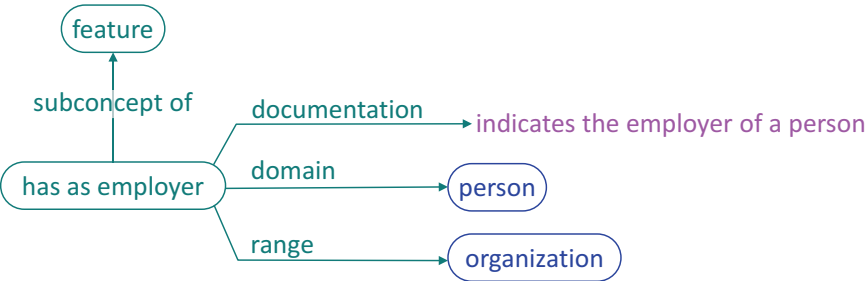 feature
subconcept of
documentation
indicates the employer of a person
has as employer
domain
person
range
organization